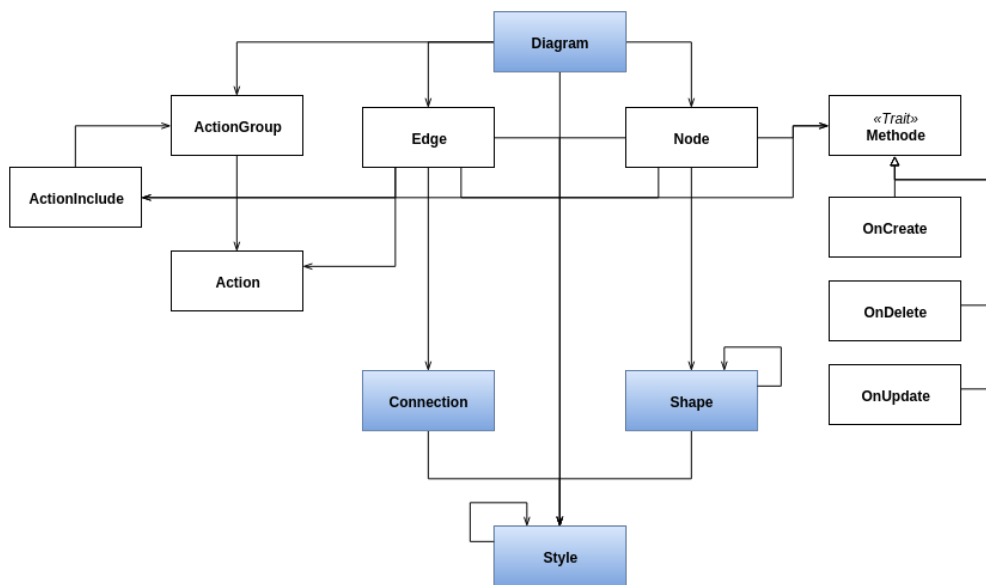 Diagram
ActionGroup
Edge
Node
«Trait»
Methode
ActionInclude
OnCreate
Action
OnDelete
Connection
Shape
OnUpdate
Style